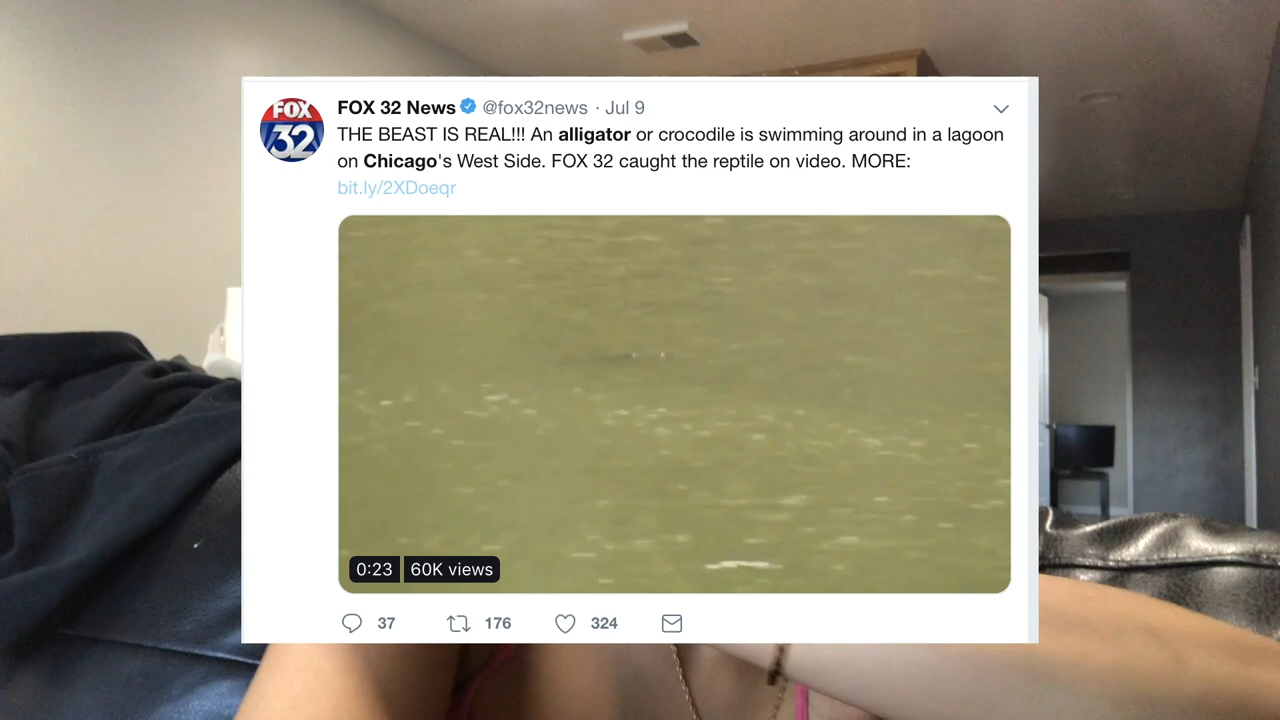 FOX
32
FOX 32 News @fox32news · Jul 9
THE BEAST IS REAL!!! An alligator or crocodile is swimming around in a lagoon
on Chicago's West Side. FOX 32 caught the reptile on video. MORE:
bit.ly/2XDoeqr
0:23 60K views
37 176 324